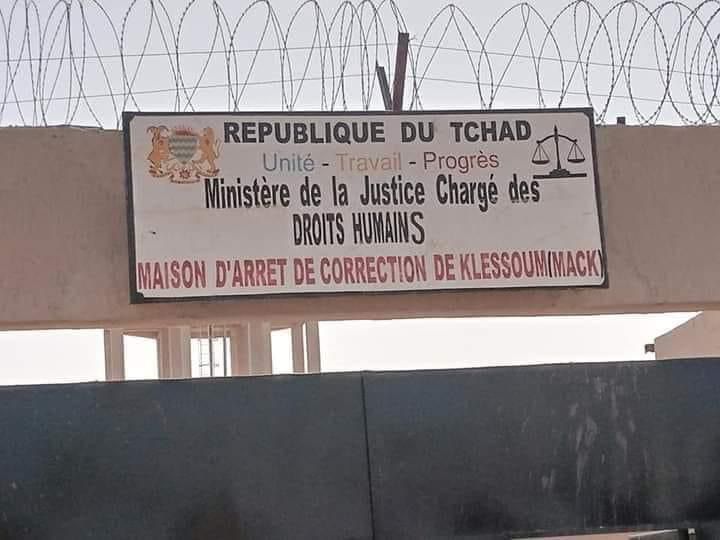 REPUBLIQUE DU TCHAD
Unité - Travail - Progrès
Ministère de la Justice Chargé des
DROITS HUMAINS
MAISON D'ARRET DE CORRECTION DE KLESSOUM(MACK)